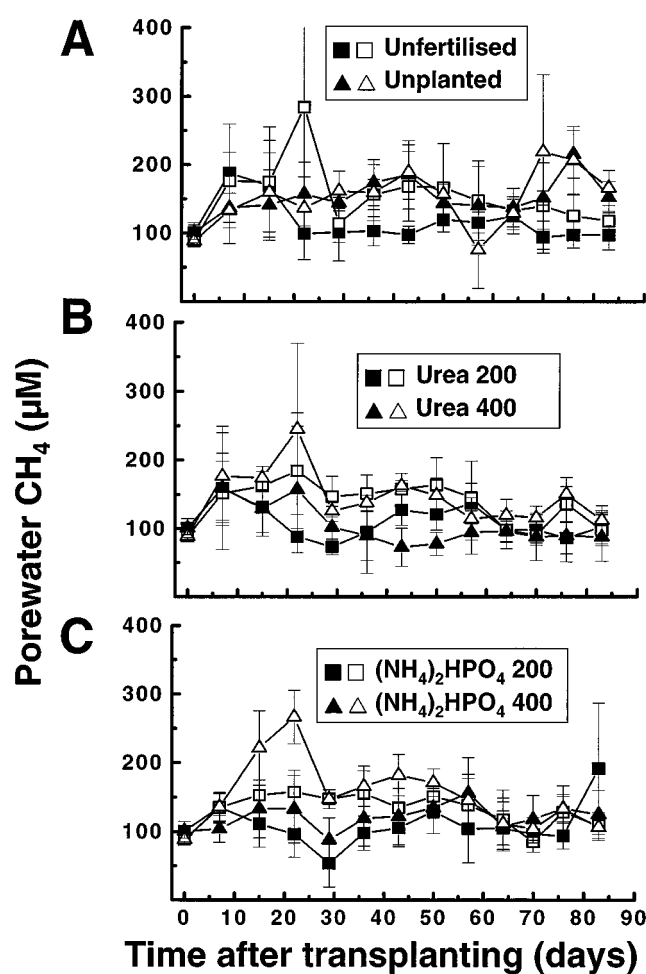 A
400
300
200
100
■ □ Unfertilised
▲ △ Unplanted
B
400
300
200
100
■ □ Urea 200
▲ △ Urea 400
C
400
300
200
100
■ □ (NH₄)₂HPO₄ 200
▲ △ (NH₄)₂HPO₄ 400
0 10 20 30 40 50 60 70 80 90
Time after transplanting (days)
Porewater CH₄ (µM)